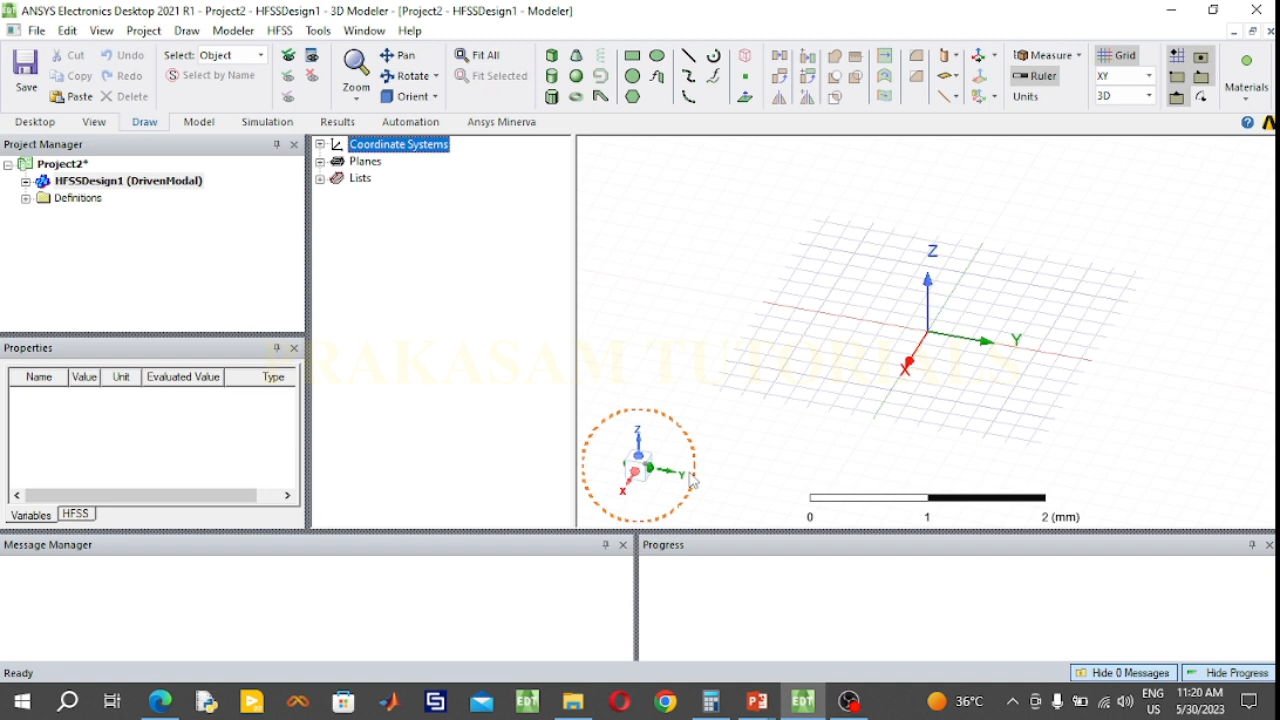 ANSYS Electronics Desktop 2021 R1 - Project2 - HFSSDesign1 - 3D Modeler - [Project2 - HFSSDesign1 - Modeler]
File Edit View Project Draw Modeler HFSS Tools Window Help
Save
Cut
Copy
Paste
Undo
Redo
Delete
Select: Object
Select by Name
Zoom
Pan
Rotate
Orient
Fit All
Fit Selected
Measure
Ruler
Units
Grid
XY
3D
Materials
Desktop View Draw Model Simulation Results Automation Ansys Minerva
Project Manager
Project2*
HFSSDesign1 (DrivenModal)
Definitions
Coordinate Systems
Planes
Lists
Properties
Name Value Unit Evaluated Value Type
Variables HFSS
PRAKASAM TUTORIALS
Z
Y
X
Z
Y
X
0 1 2 (mm)
Message Manager
Progress
Ready
Hide 0 Messages Hide Progress
36°C
ENG
US
11:20 AM
5/30/2023